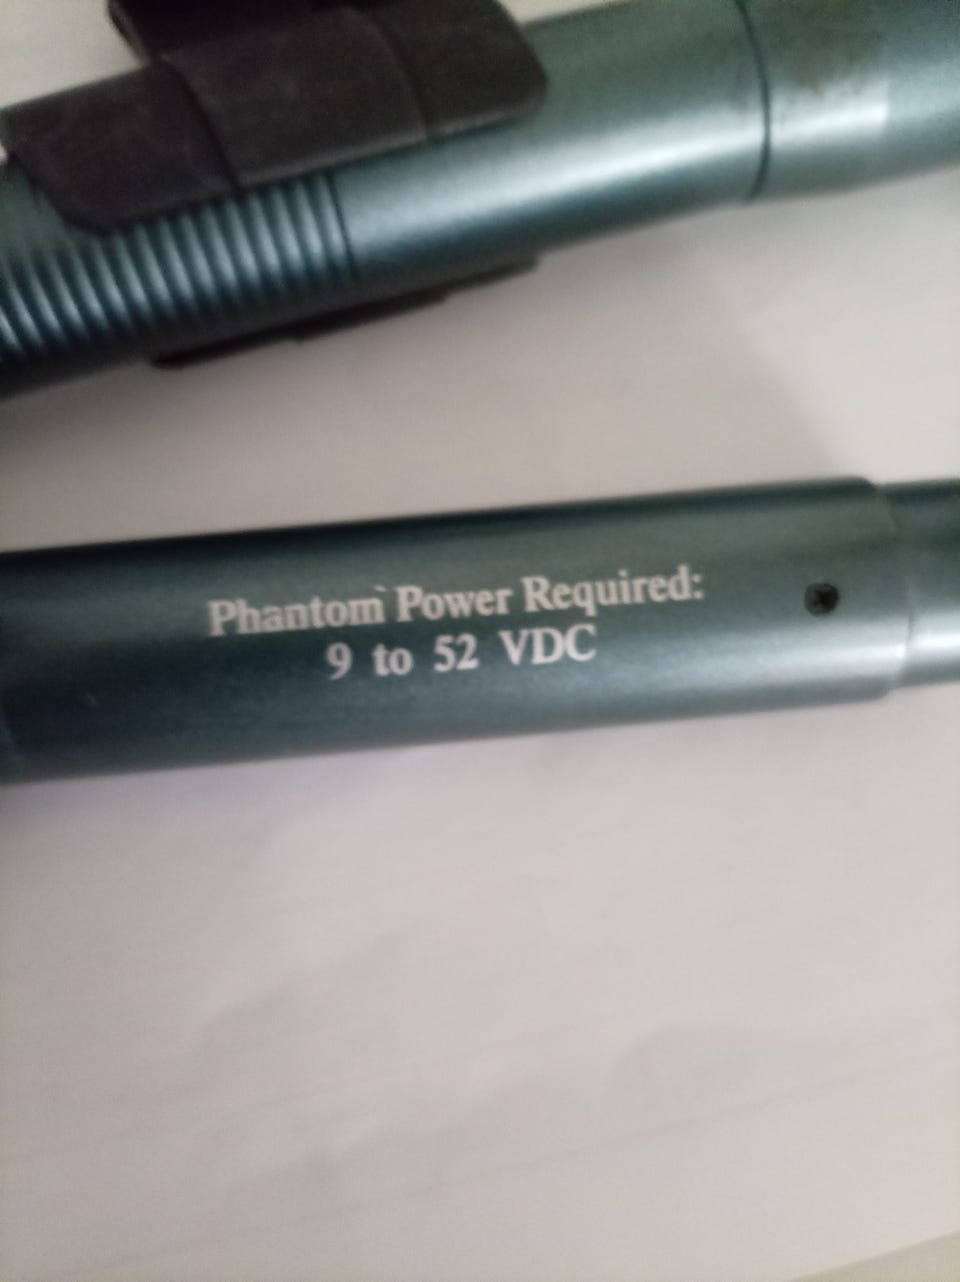 Phantom Power Required:
9 to 52 VDC